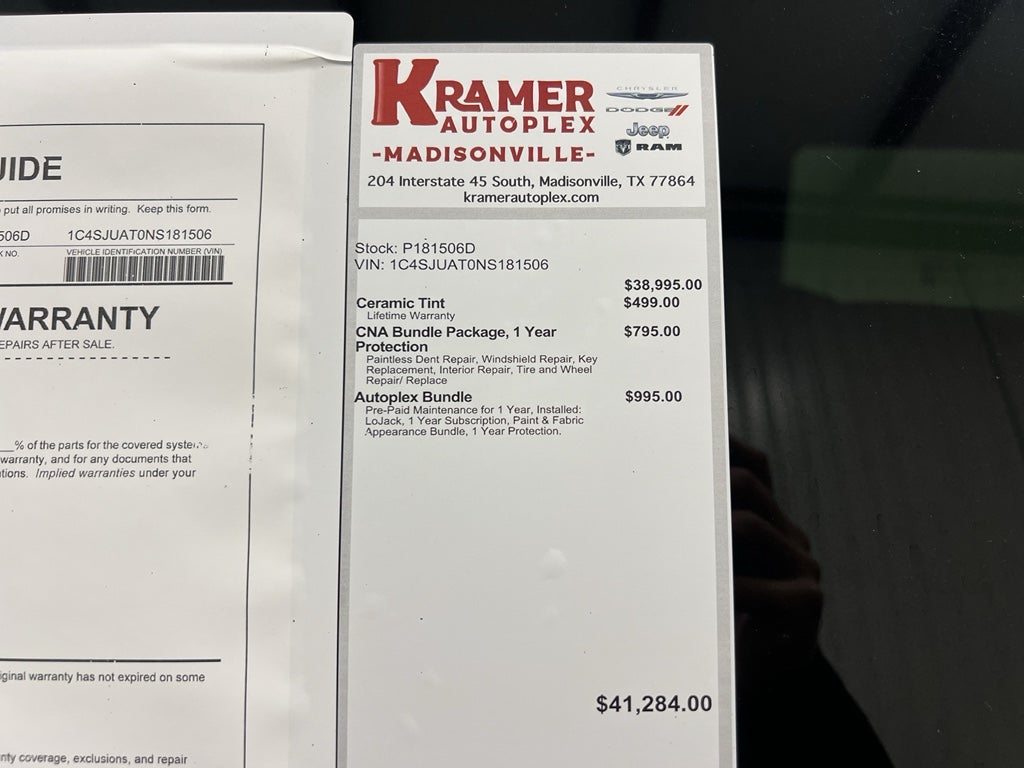 UIDE
put all promises in writing. Keep this form.
506D 1C4SJUAT0NS181506
K NO. VEHICLE IDENTIFICATION NUMBER (VIN)
WARRANTY
EPAIRS AFTER SALE.
% of the parts for the covered systems
warranty, and for any documents that
tions. Implied warranties under your
iginal warranty has not expired on some
nty coverage, exclusions, and repair
KRAMER
AUTOPLEX
-MADISONVILLE-
CHRYSLER
DODGE
Jeep
RAM
204 Interstate 45 South, Madisonville, TX 77864
kramerautoplex.com
Stock: P181506D
VIN: 1C4SJUAT0NS181506
$38,995.00
Ceramic Tint $499.00
Lifetime Warranty
CNA Bundle Package, 1 Year $795.00
Protection
Paintless Dent Repair, Windshield Repair, Key
Replacement, Interior Repair, Tire and Wheel
Repair/ Replace
Autoplex Bundle $995.00
Pre-Paid Maintenance for 1 Year, Installed:
LoJack, 1 Year Subscription, Paint & Fabric
Appearance Bundle, 1 Year Protection.
$41,284.00